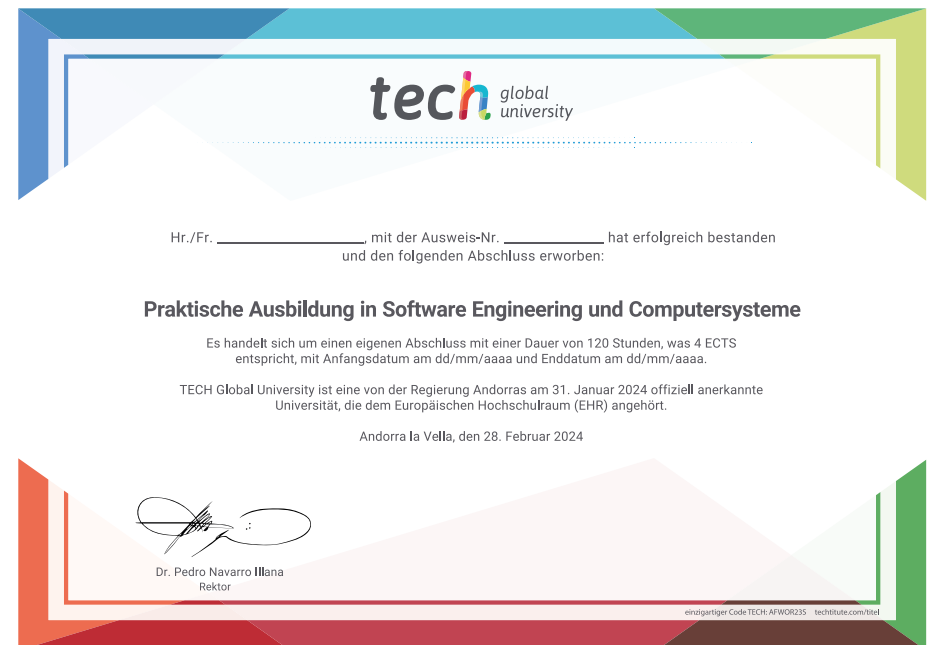 tech global university
Hr./Fr. ____________________, mit der Ausweis-Nr. _________________ hat erfolgreich bestanden
und den folgenden Abschluss erworben:
Praktische Ausbildung in Software Engineering und Computersysteme
Es handelt sich um einen eigenen Abschluss mit einer Dauer von 120 Stunden, was 4 ECTS
entspricht, mit Anfangsdatum am dd/mm/aaaa und Enddatum am dd/mm/aaaa.
TECH Global University ist eine von der Regierung Andorras am 31. Januar 2024 offiziell anerkannte
Universität, die dem Europäischen Hochschulraum (EHR) angehört.
Andorra la Vella, den 28. Februar 2024
Dr. Pedro Navarro Illana
Rektor
einzigartiger Code TECH: AFWOR23S techtitute.com/titel